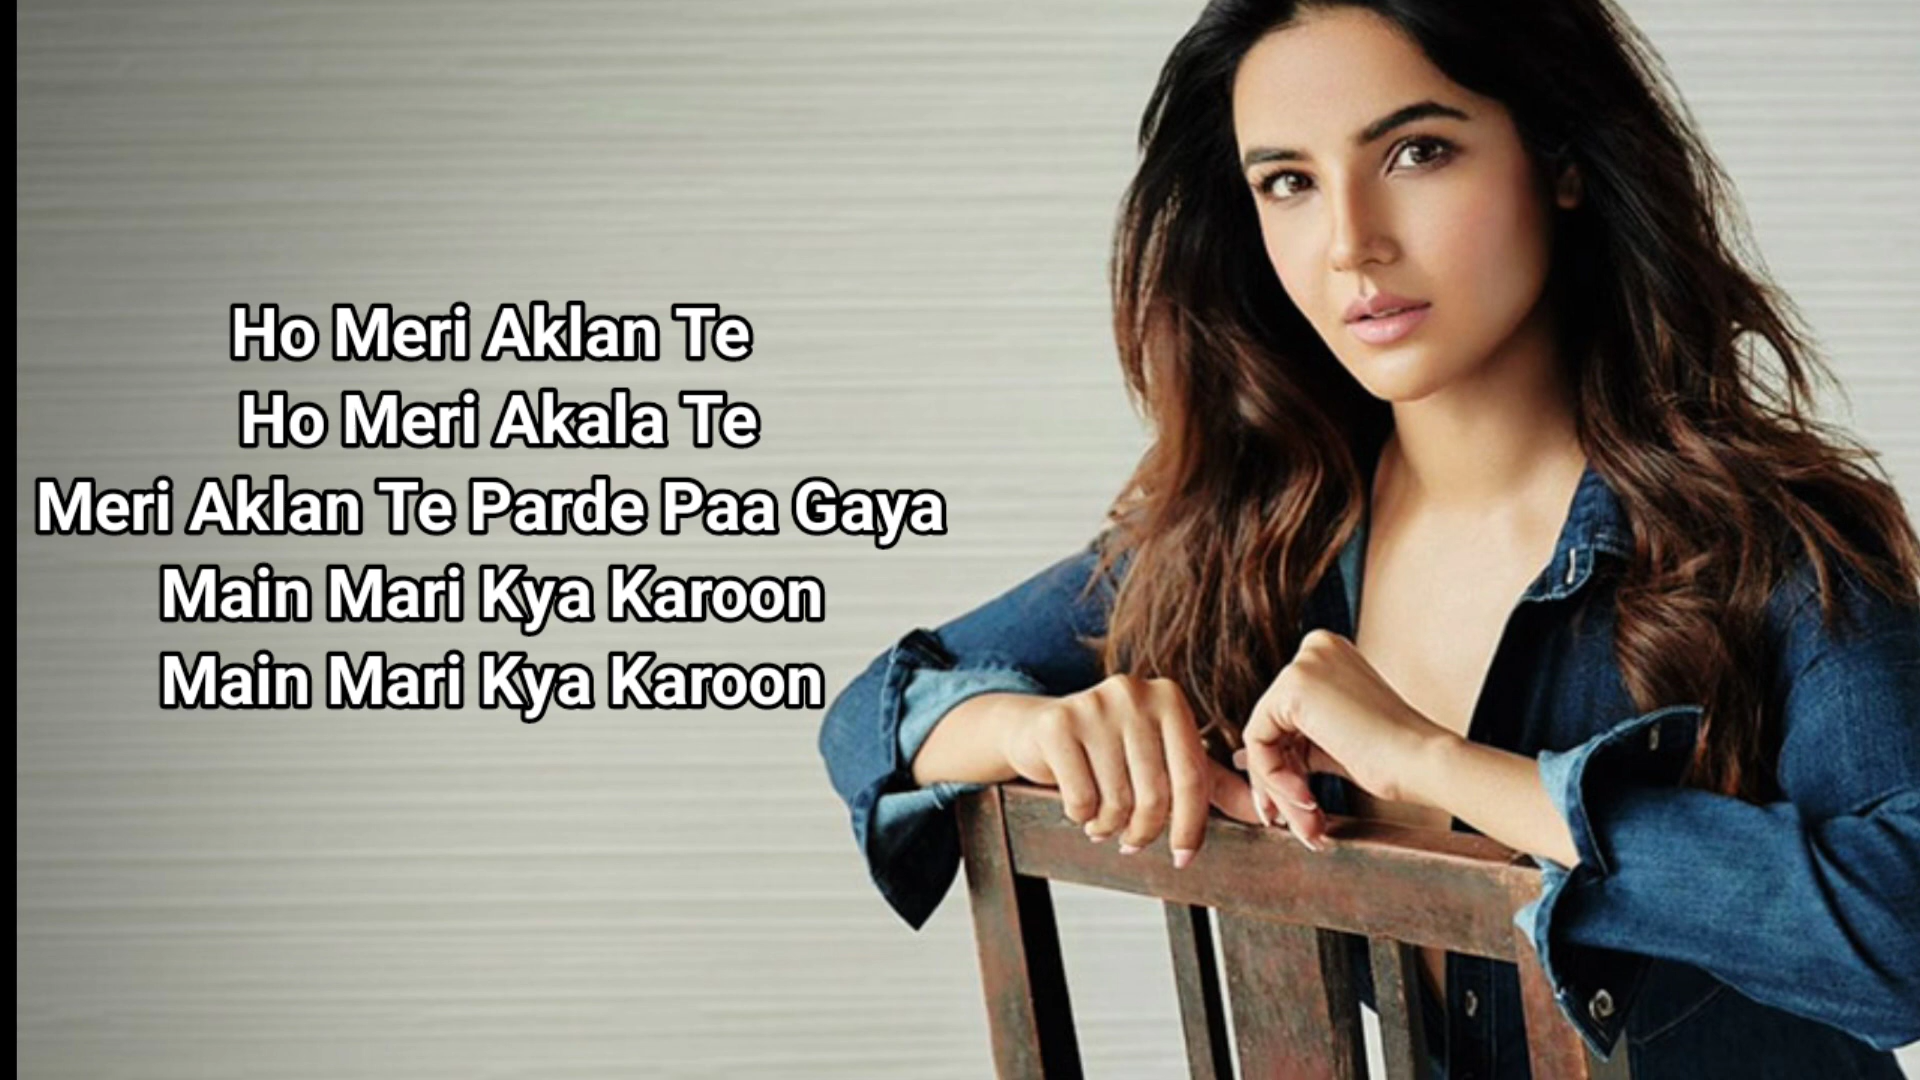 Ho Meri Aklan Te
Ho Meri Akala Te
Meri Aklan Te Parde Paa Gaya
Main Mari Kya Karoon
Main Mari Kya Karoon